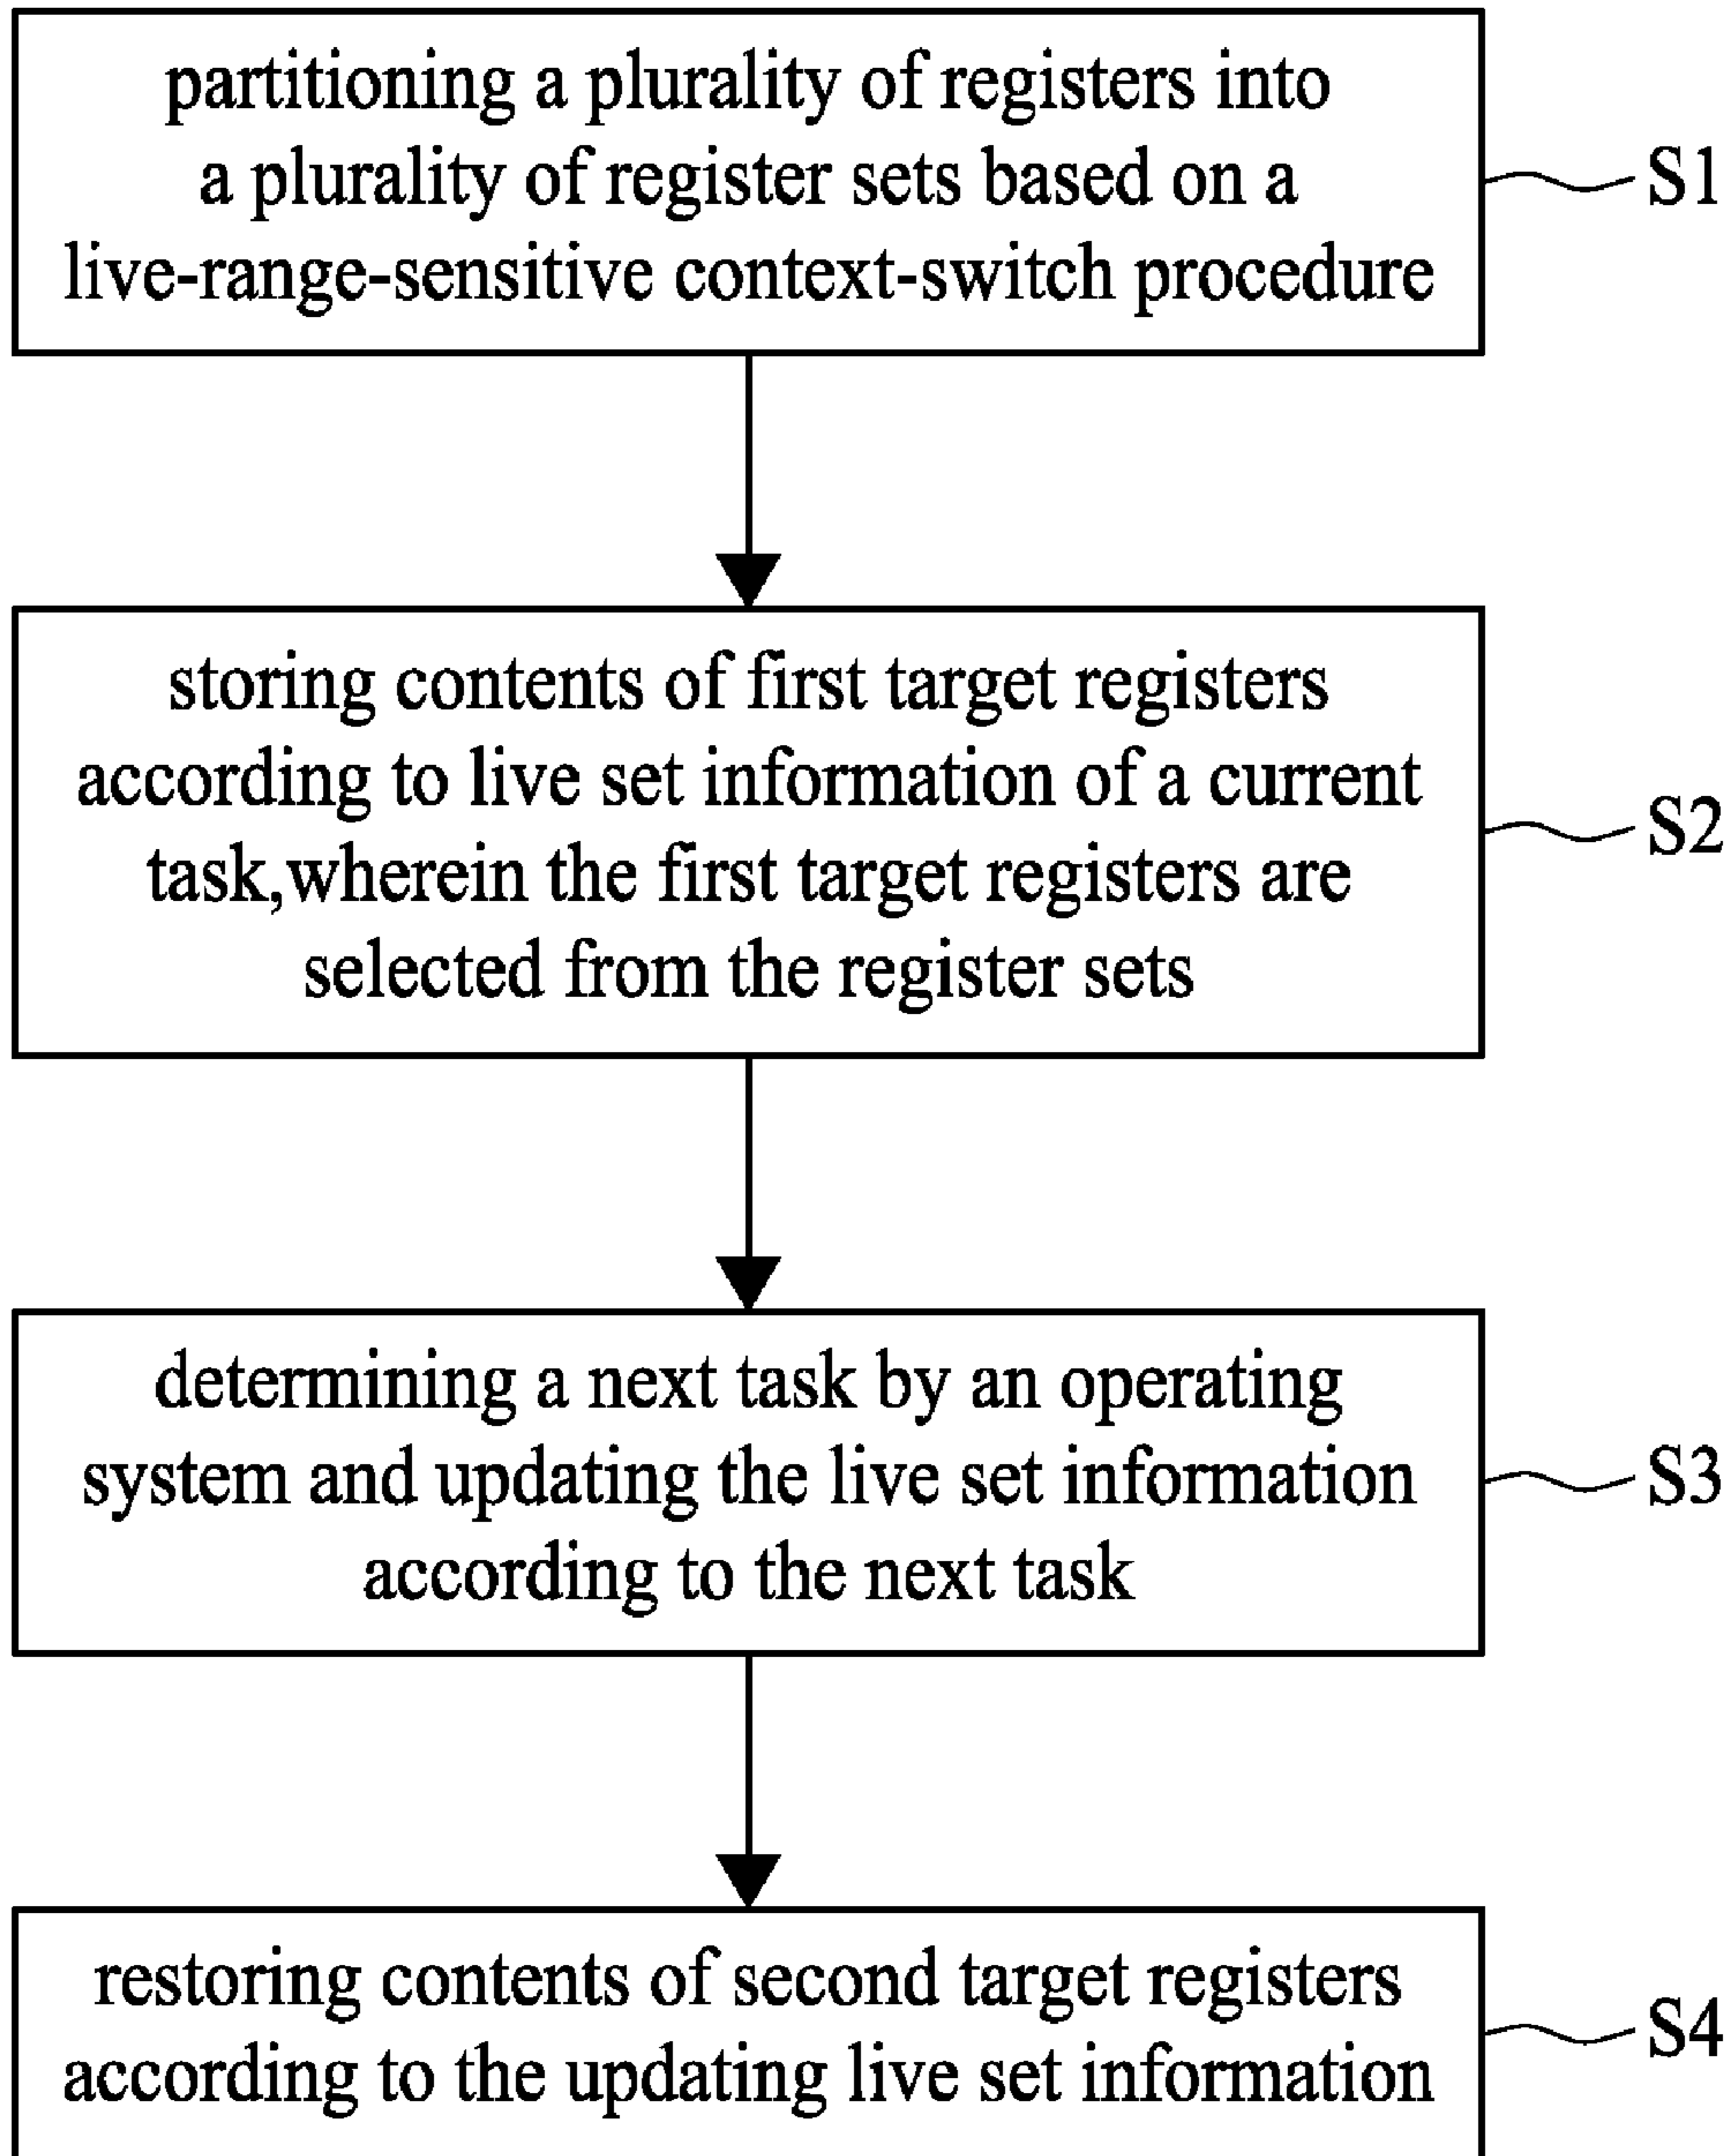 partitioning a plurality of registers into
a plurality of register sets based on a
live-range-sensitive context-switch procedure
S1
storing contents of first target registers
according to live set information of a current
task,wherein the first target registers are
selected from the register sets
S2
determining a next task by an operating
system and updating the live set information
according to the next task
S3
restoring contents of second target registers
according to the updating live set information
S4